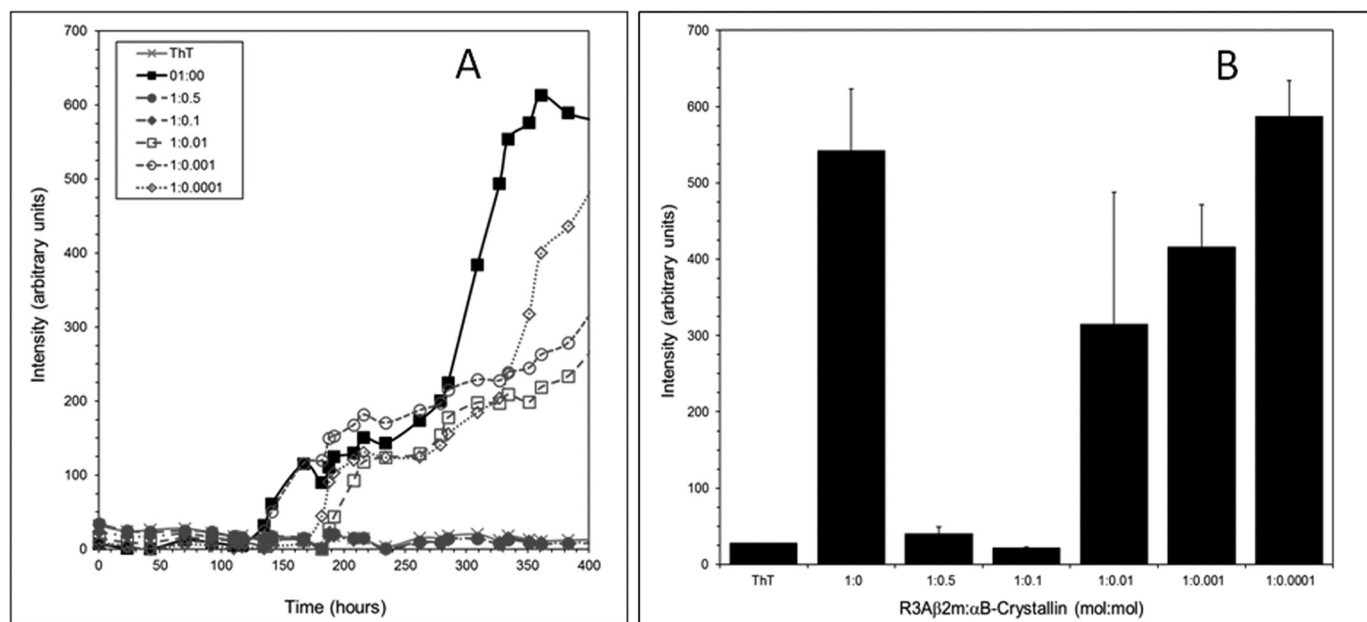 A
700
600
500
400
300
200
100
0
Intensity (arbitrary units)
ThT
01:00
1:0.5
1:0.1
1:0.01
1:0.001
1:0.0001
0 50 100 150 200 250 300 350 400
Time (hours)
B
700
600
500
400
300
200
100
0
Intensity (arbitrary units)
ThT 1:0 1:0.5 1:0.1 1:0.01 1:0.001 1:0.0001
R3Aβ2m:αB-Crystallin (mol:mol)